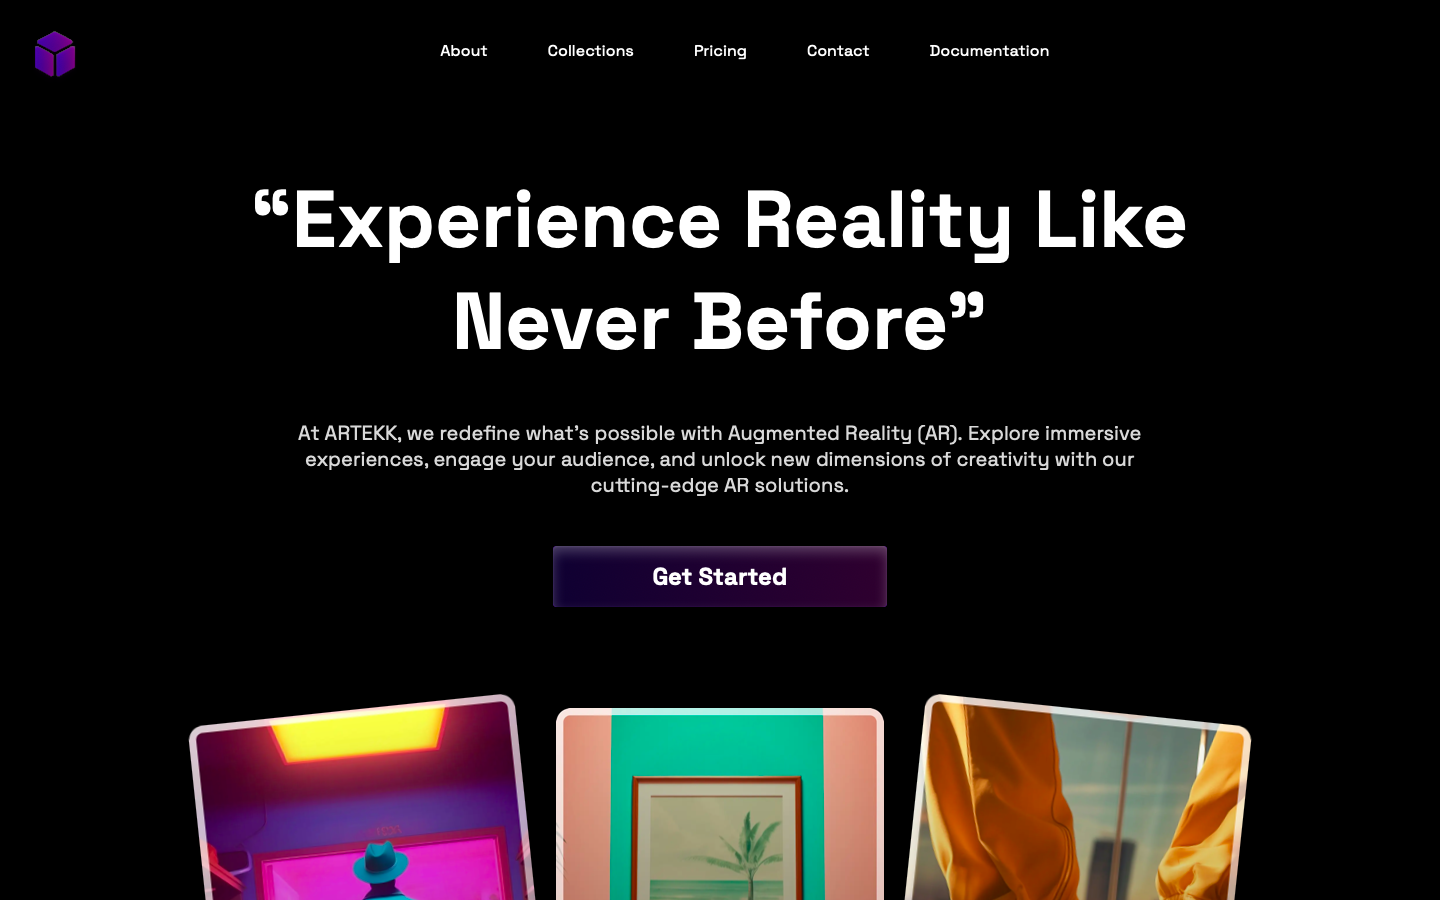 About
Collections
Pricing
Contact
Documentation
“Experience Reality Like
Never Before”
At ARTEKK, we redefine what's possible with Augmented Reality (AR). Explore immersive
experiences, engage your audience, and unlock new dimensions of creativity with our
cutting-edge AR solutions.
Get Started